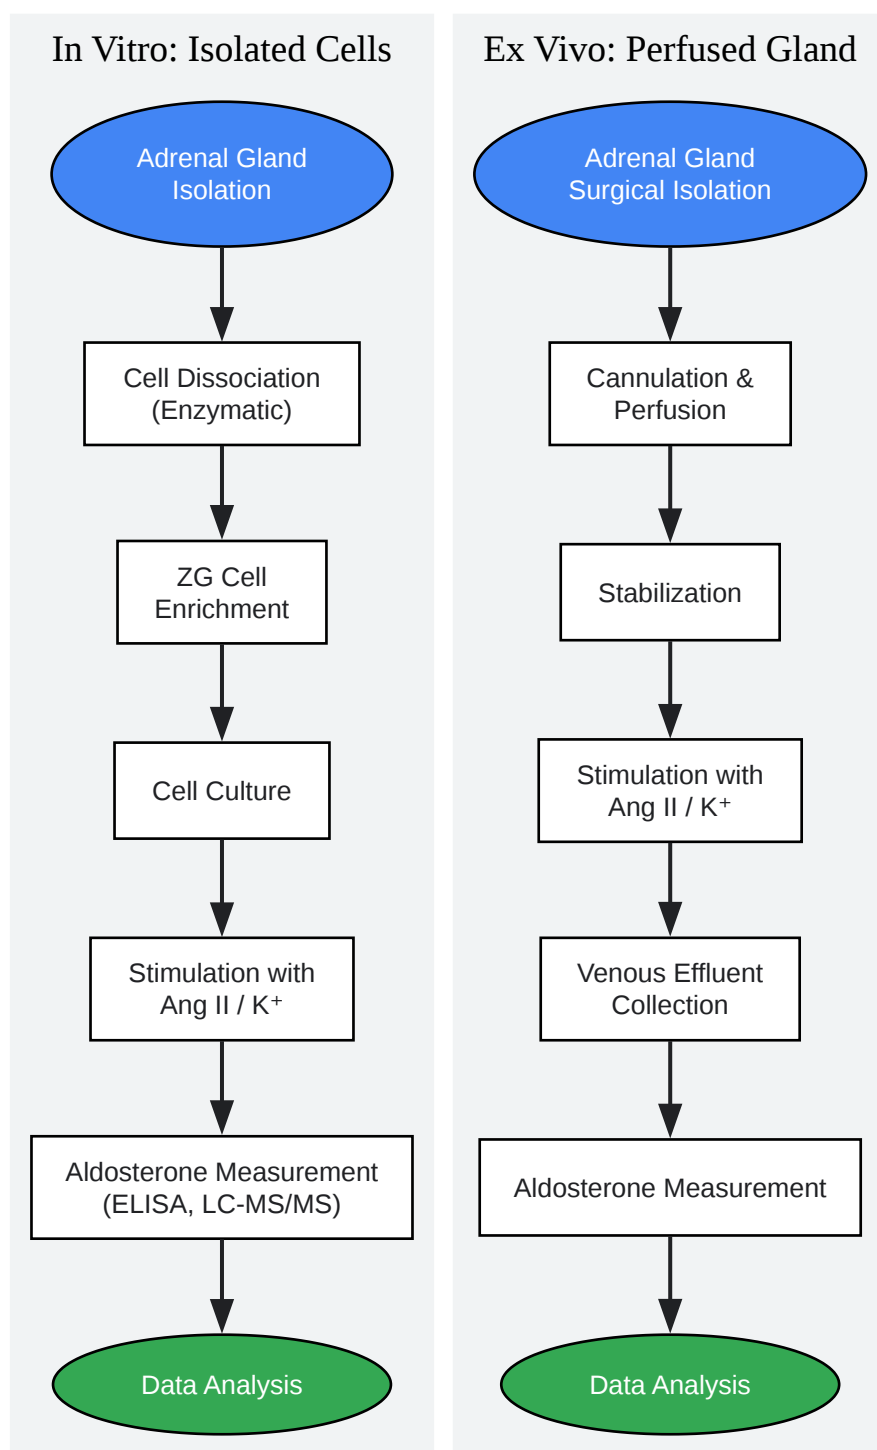 In Vitro: Isolated Cells
Adrenal Gland
Isolation
Cell Dissociation
(Enzymatic)
ZG Cell
Enrichment
Cell Culture
Stimulation with
Ang II / K⁺
Aldosterone Measurement
(ELISA, LC-MS/MS)
Data Analysis
Ex Vivo: Perfused Gland
Adrenal Gland
Surgical Isolation
Cannulation &
Perfusion
Stabilization
Stimulation with
Ang II / K⁺
Venous Effluent
Collection
Aldosterone Measurement
Data Analysis